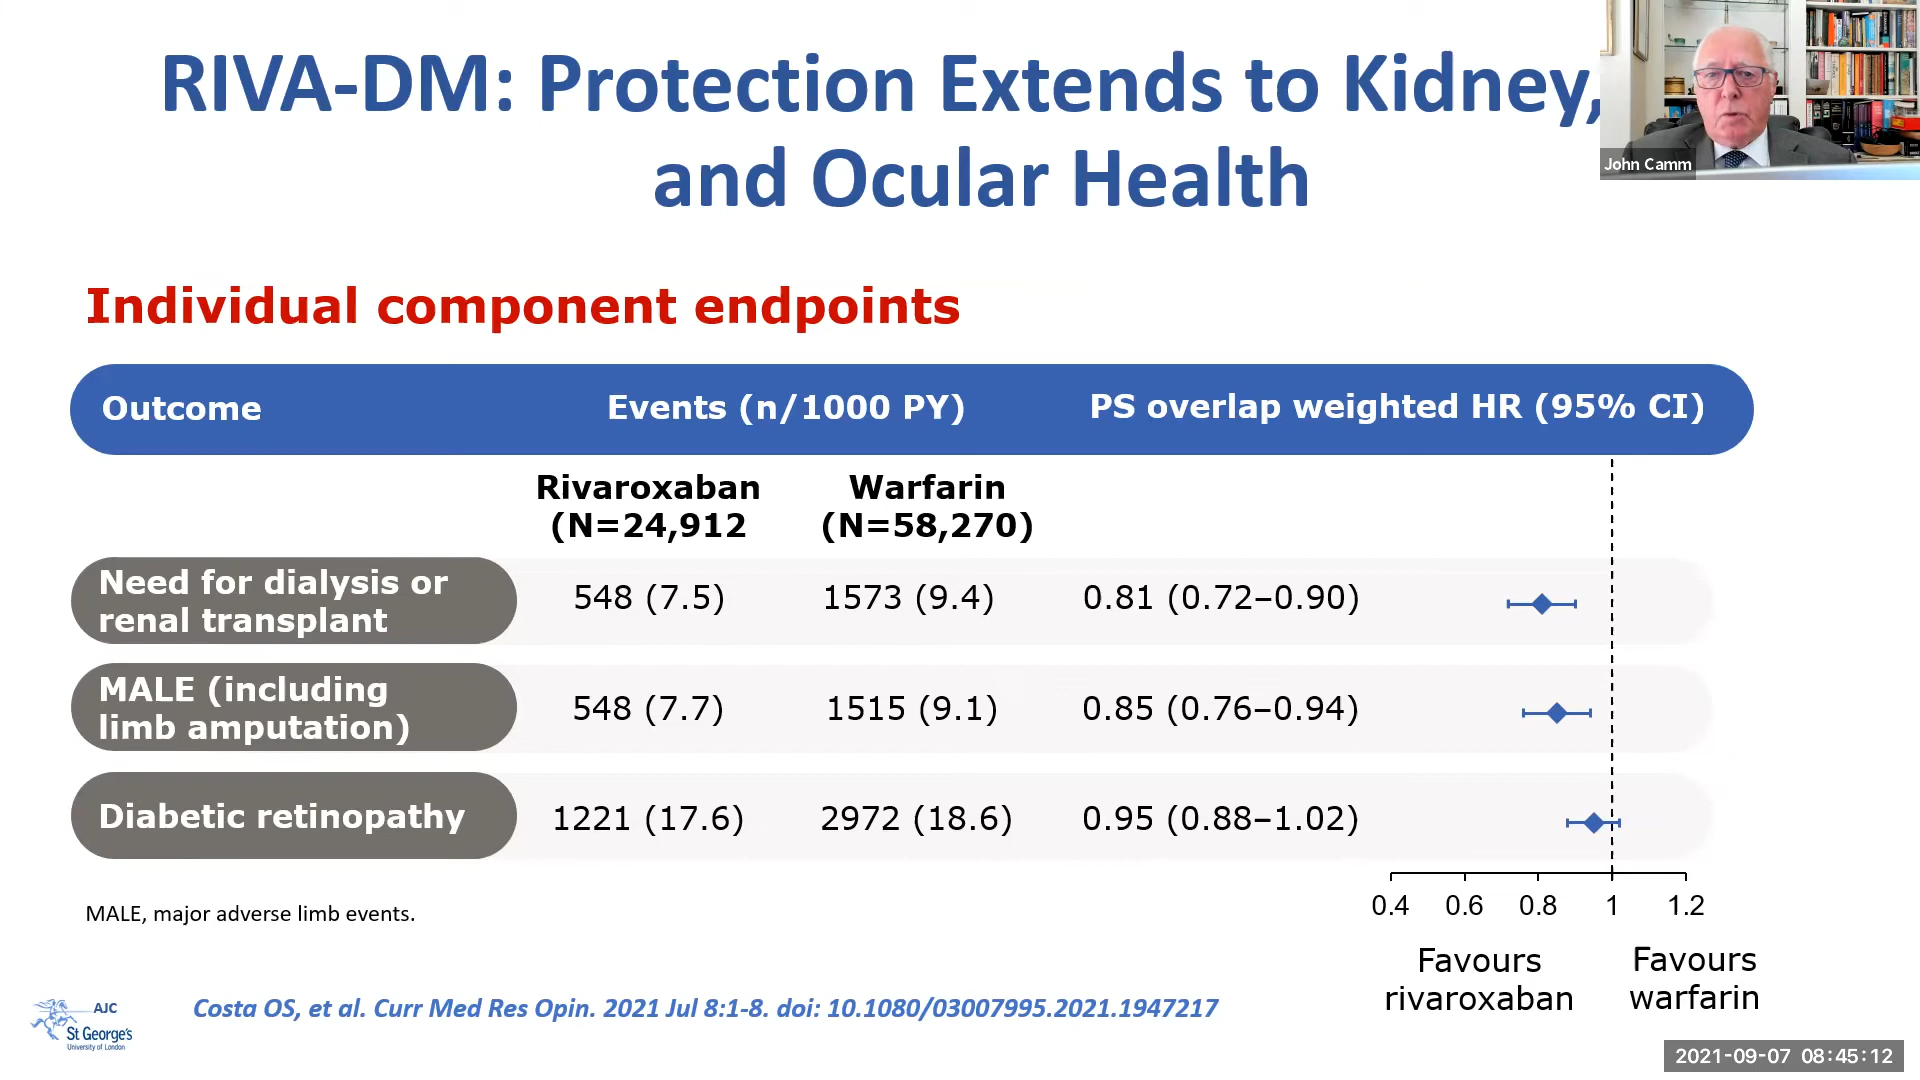 RIVA-DM: Protection Extends to Kidney,
and Ocular Health
John Camm
Individual component endpoints
Outcome Events (n/1000 PY) PS overlap weighted HR (95% CI)
Rivaroxaban Warfarin
(N=24,912 (N=58,270)
Need for dialysis or
renal transplant
548 (7.5) 1573 (9.4) 0.81 (0.72–0.90)
MALE (including
limb amputation)
548 (7.7) 1515 (9.1) 0.85 (0.76–0.94)
Diabetic retinopathy 1221 (17.6) 2972 (18.6) 0.95 (0.88–1.02)
0.4 0.6 0.8 1 1.2
Favours
rivaroxaban
Favours
warfarin
MALE, major adverse limb events.
AJC
St George's
University of London
Costa OS, et al. Curr Med Res Opin. 2021 Jul 8:1-8. doi: 10.1080/03007995.2021.1947217
2021-09-07 08:45:12